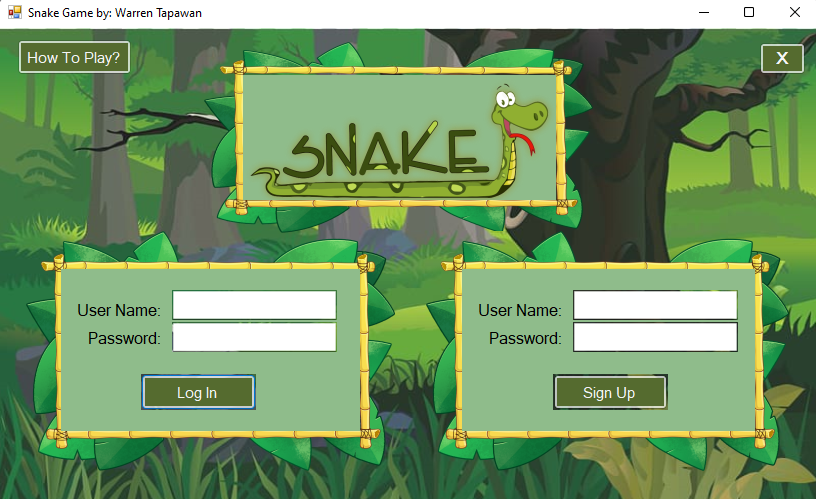 Snake Game by: Warren Tapawan
How To Play?
X
SNAKE
User Name:
Password:
Log In
User Name:
Password:
Sign Up